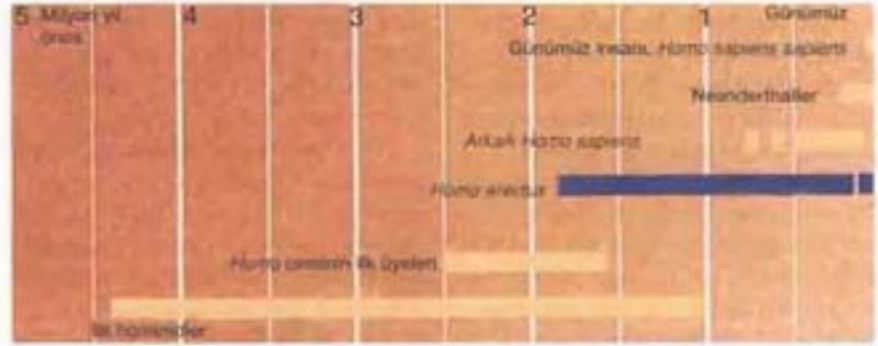 5 Milyon yıl 4 3 2 1 Günümüz
önce
Günümüz insanı, Homo sapiens sapiens
Neanderthaller
Arkaik Homo sapiens
Homo erectus
Homo cinsinin ilk üyeleri
İlk hominidler